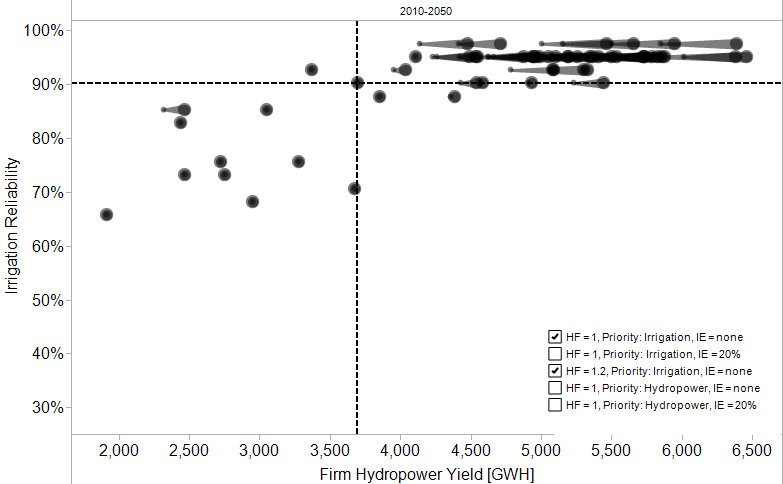 2010-2050
100%
90%
80%
70%
60%
50%
40%
30%
Irrigation Reliability
HF = 1, Priority: Irrigation, IE = none
HF = 1, Priority: Irrigation, IE = 20%
HF = 1.2, Priority: Irrigation, IE = none
HF = 1, Priority: Hydropower, IE = none
HF = 1, Priority: Hydropower, IE = 20%
2,000 2,500 3,000 3,500 4,000 4,500 5,000 5,500 6,000 6,500
Firm Hydropower Yield [GWH]